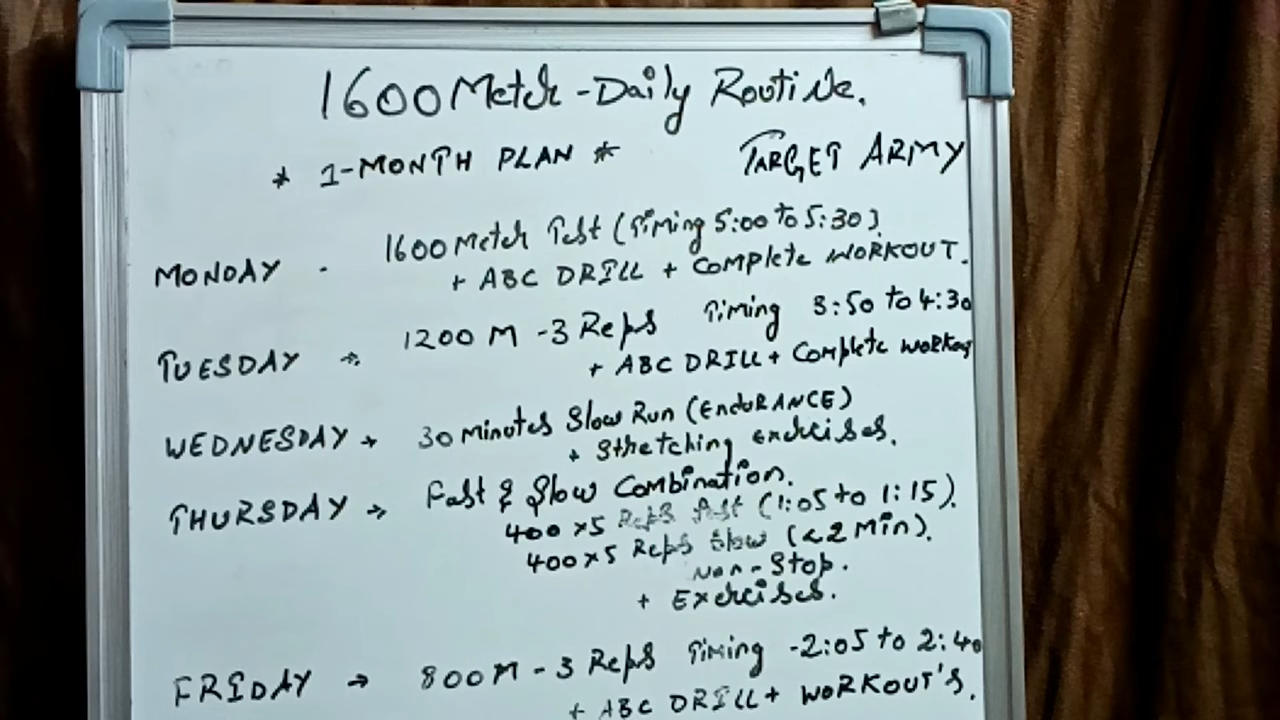 1600 Meter - Daily Routine.
* 1-MONTH PLAN * TARGET ARMY
MONDAY - 1600 Meter Test (Timing 5:00 to 5:30)
+ ABC DRILL + Complete WORKOUT.
TUESDAY → 1200 M - 3 Reps Timing 3:50 to 4:30
+ ABC DRILL + Complete workou
WEDNESDAY → 30 Minutes Slow Run (EnduRANCE)
+ Stretching exercises.
THURSDAY → Fast & Slow Combination.
400 x 5 Reps fast (1:05 to 1:15).
400 x 5 Reps Slow (<2 Min).
Non-Stop.
+ Exercises.
FRIDAY → 800 M - 3 Reps Timing - 2:05 to 2:40
+ ABC DRILL + WORKOUT'S.